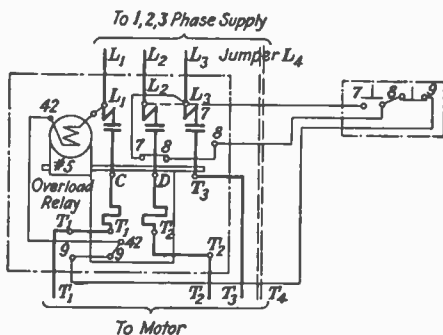 To 1,2,3 Phase Supply
L1 L2 L3 Jumper L4
L1 L2 L3
42 7 7 8 9
8
7 8
#S
C D T3
Overload
Relay
T1 T1 42 T2 T2
9 9
T1 T2 T3 T4
To Motor